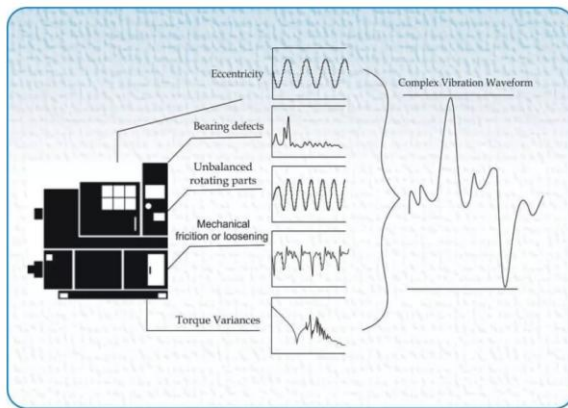 Eccentricity
Complex Vibration Waveform
Bearing defects
Unbalanced
rotating parts
Mechanical
fricition or loosening
Torque Variances